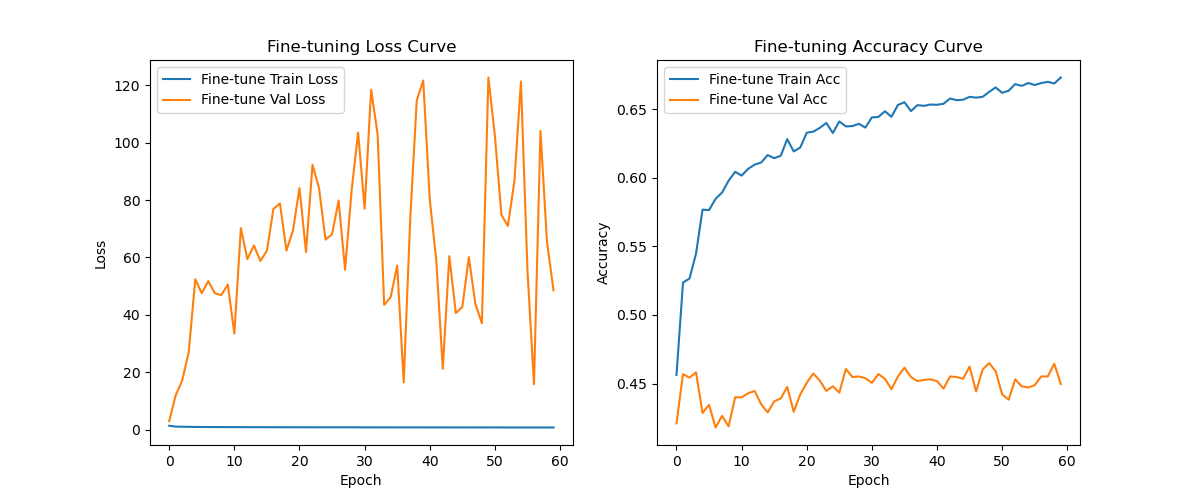 Fine-tuning Loss Curve
Fine-tune Train Loss
Fine-tune Val Loss
120
100
80
60
40
20
0
Loss
0 10 20 30 40 50 60
Epoch
Fine-tuning Accuracy Curve
Fine-tune Train Acc
Fine-tune Val Acc
0.65
0.60
0.55
0.50
0.45
Accuracy
0 10 20 30 40 50 60
Epoch